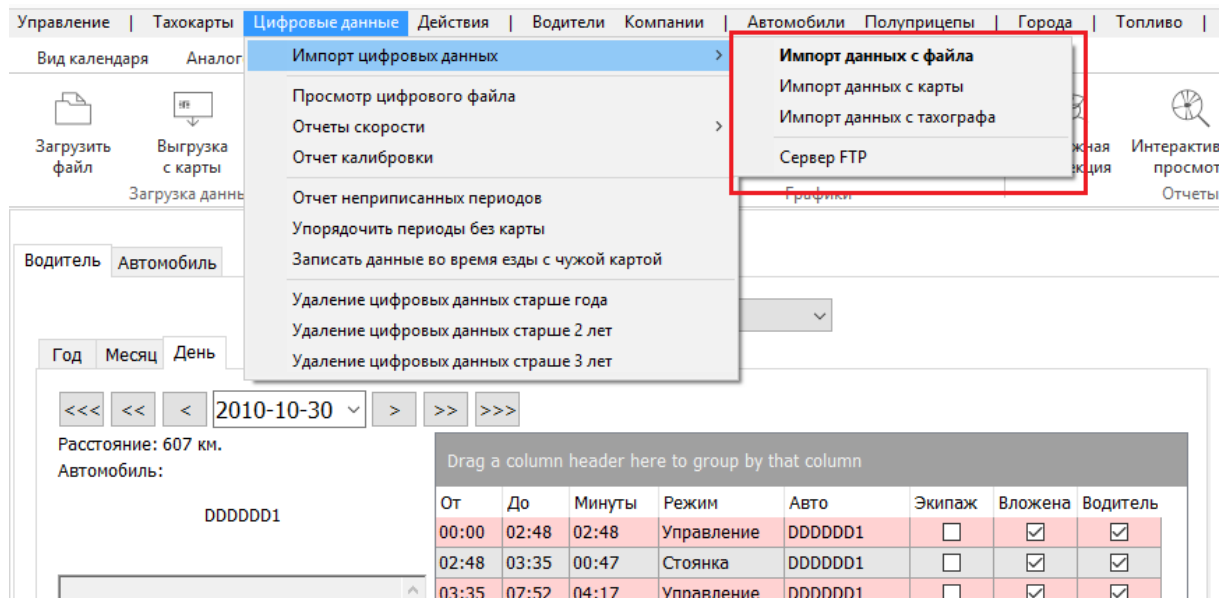 Управление | Тахокарты Цифровые данные Действия | Водители Компании | Автомобили Полуприцепы | Города | Топливо |
Вид календаря
Импорт цифровых данных >
Импорт данных с файла
Импорт данных с карты
Импорт данных с тахографа
Сервер FTP
Просмотр цифрового файла
Отчеты скорости >
Отчет калибровки
Отчет неприписанных периодов
Упорядочить периоды без карты
Записать данные во время езды с чужой картой
Удаление цифровых данных старше года
Удаление цифровых данных старше 2 лет
Удаление цифровых данных страше 3 лет
Загрузить
файл
Выгрузка
с карты
Графики
Отчеты
Водитель Автомобиль
Год Месяц День
<<< << < 2010-10-30 > >> >>>
Расстояние: 607 км.
Автомобиль:
DDDDDD1
Drag a column header here to group by that column
От До Минуты Режим Авто Экипаж Вложена Водитель
00:00 02:48 02:48 Управление DDDDDD1
02:48 03:35 00:47 Стоянка DDDDDD1
03:35 07:52 04:17 Управление DDDDDD1